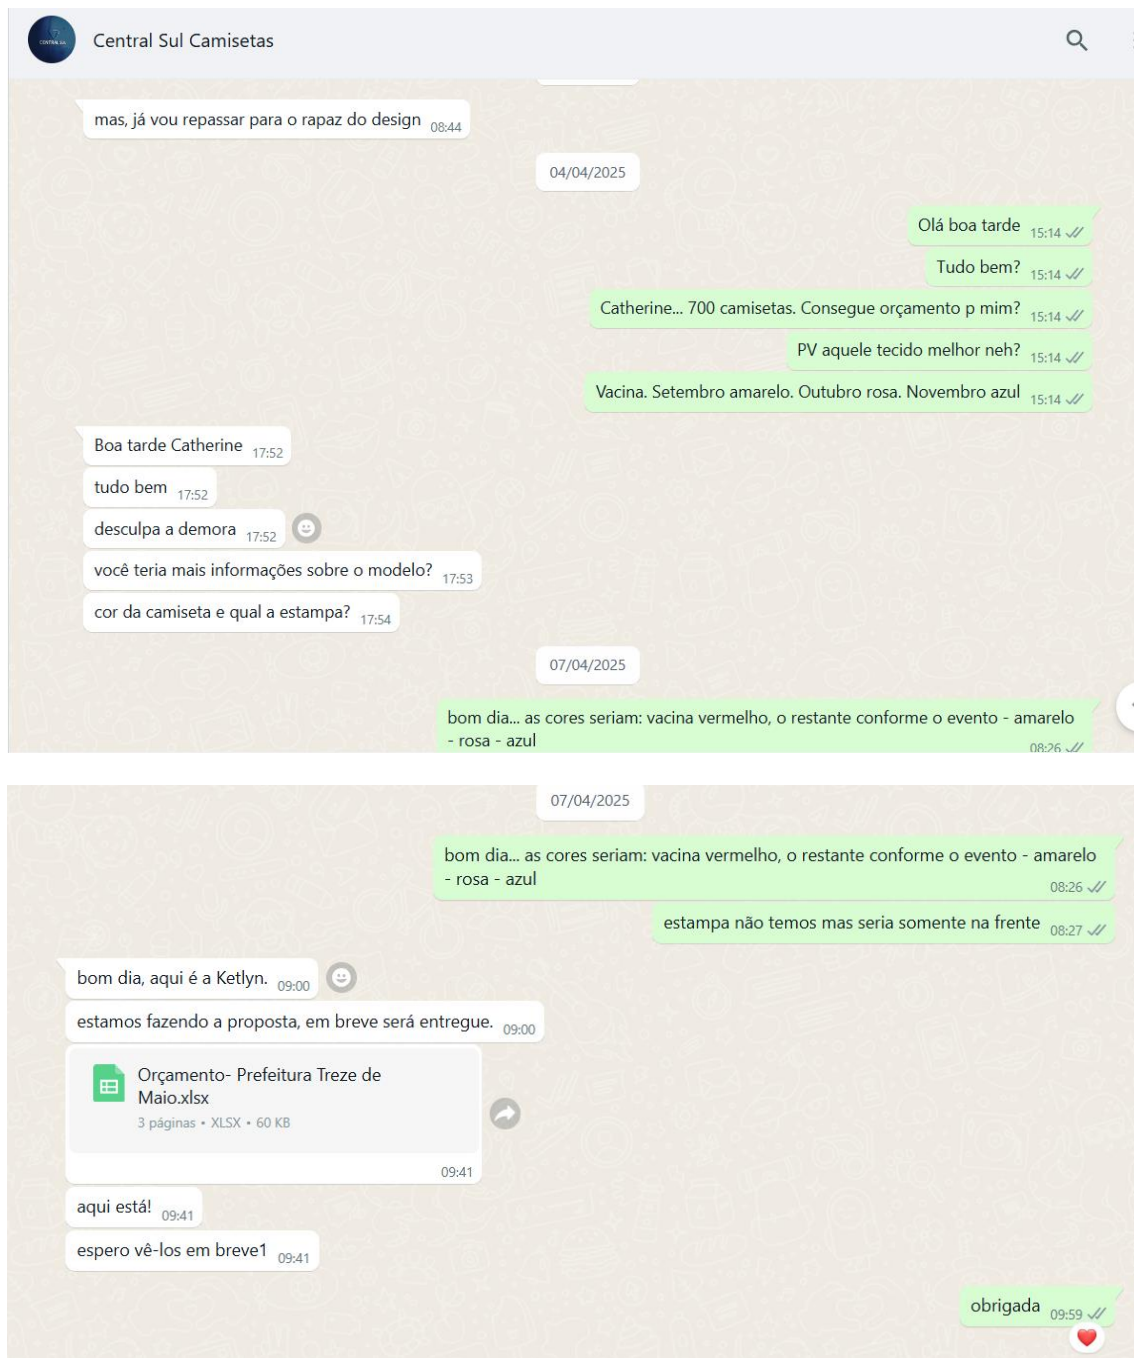 Central Sul Camisetas
mas, já vou repassar para o rapaz do design 08:44
04/04/2025
Olá boa tarde 15:14
Tudo bem? 15:14
Catherine... 700 camisetas. Consegue orçamento p mim? 15:14
PV aquele tecido melhor neh? 15:14
Vacina. Setembro amarelo. Outubro rosa. Novembro azul 15:14
Boa tarde Catherine 17:52
tudo bem 17:52
desculpa a demora 17:52
você teria mais informações sobre o modelo? 17:53
cor da camiseta e qual a estampa? 17:54
07/04/2025
bom dia... as cores seriam: vacina vermelho, o restante conforme o evento - amarelo
- rosa - azul 08:26
07/04/2025
bom dia... as cores seriam: vacina vermelho, o restante conforme o evento - amarelo
- rosa - azul
08:26
estampa não temos mas seria somente na frente 08:27
bom dia, aqui é a Ketlyn. 09:00
estamos fazendo a proposta, em breve será entregue. 09:00
Orçamento- Prefeitura Treze de
Maio.xlsx
3 páginas • XLSX • 60 KB
09:41
aqui está! 09:41
espero vê-los em breve1 09:41
obrigada 09:59